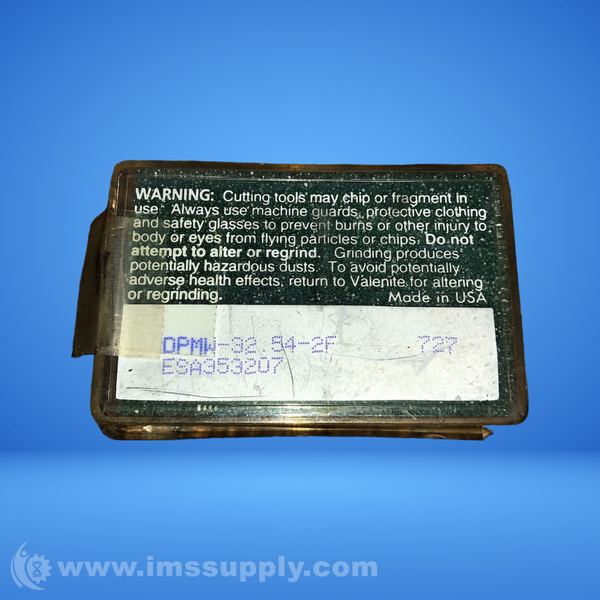 WARNING: Cutting tools may chip or fragment in
use. Always use machine guards, protective clothing
and safety glasses to prevent burns or other injury to
body or eyes from flying particles or chips. Do not
attempt to alter or regrind. Grinding produces
potentially hazardous dusts. To avoid potentially
adverse health effects, return to Valenite for altering
or regrinding. Made in USA
DPMW-32.54-2F 727
ESA353207
www.imssupply.com